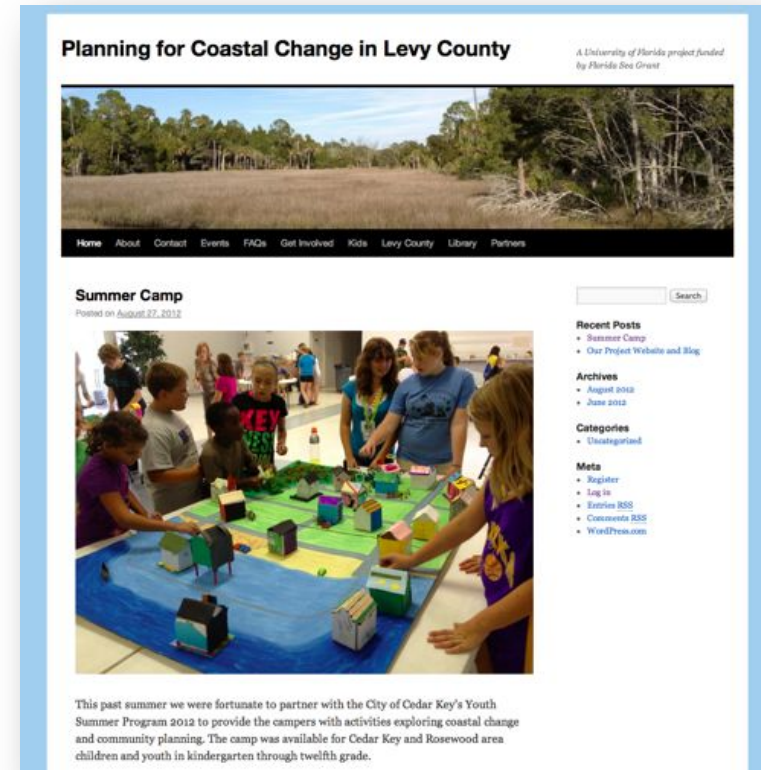 Planning for Coastal Change in Levy County
A University of Florida project funded
by Florida Sea Grant
Home About Contact Events FAQs Get Involved Kids Levy County Library Partners
Summer Camp
Posted on August 27, 2012
KEY
This past summer we were fortunate to partner with the City of Cedar Key's Youth
Summer Program 2012 to provide the campers with activities exploring coastal change
and community planning. The camp was available for Cedar Key and Rosewood area
children and youth in kindergarten through twelfth grade.
Search
Recent Posts
Summer Camp
Our Project Website and Blog
Archives
August 2012
June 2012
Categories
Uncategorized
Meta
Register
Log in
Entries RSS
Comments RSS
WordPress.com